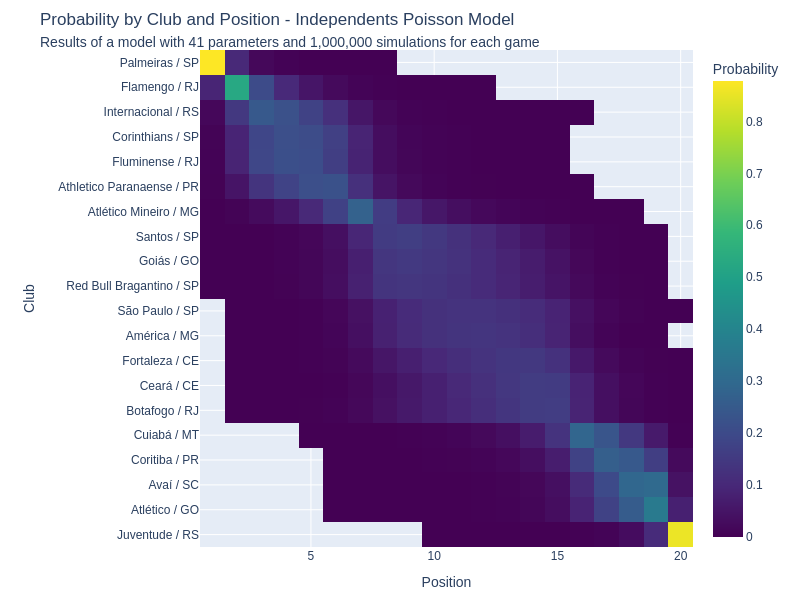 Probability by Club and Position - Independents Poisson Model
Results of a model with 41 parameters and 1,000,000 simulations for each game
Palmeiras / SP
Flamengo / RJ
Internacional / RS
Corinthians / SP
Fluminense / RJ
Athletico Paranaense / PR
Atlético Mineiro / MG
Santos / SP
Goiás / GO
Red Bull Bragantino / SP
São Paulo / SP
América / MG
Fortaleza / CE
Ceará / CE
Botafogo / RJ
Cuiabá / MT
Coritiba / PR
Avaí / SC
Atlético / GO
Juventude / RS
Club
5
10
15
20
Position
Probability
0.8
0.7
0.6
0.5
0.4
0.3
0.2
0.1
0